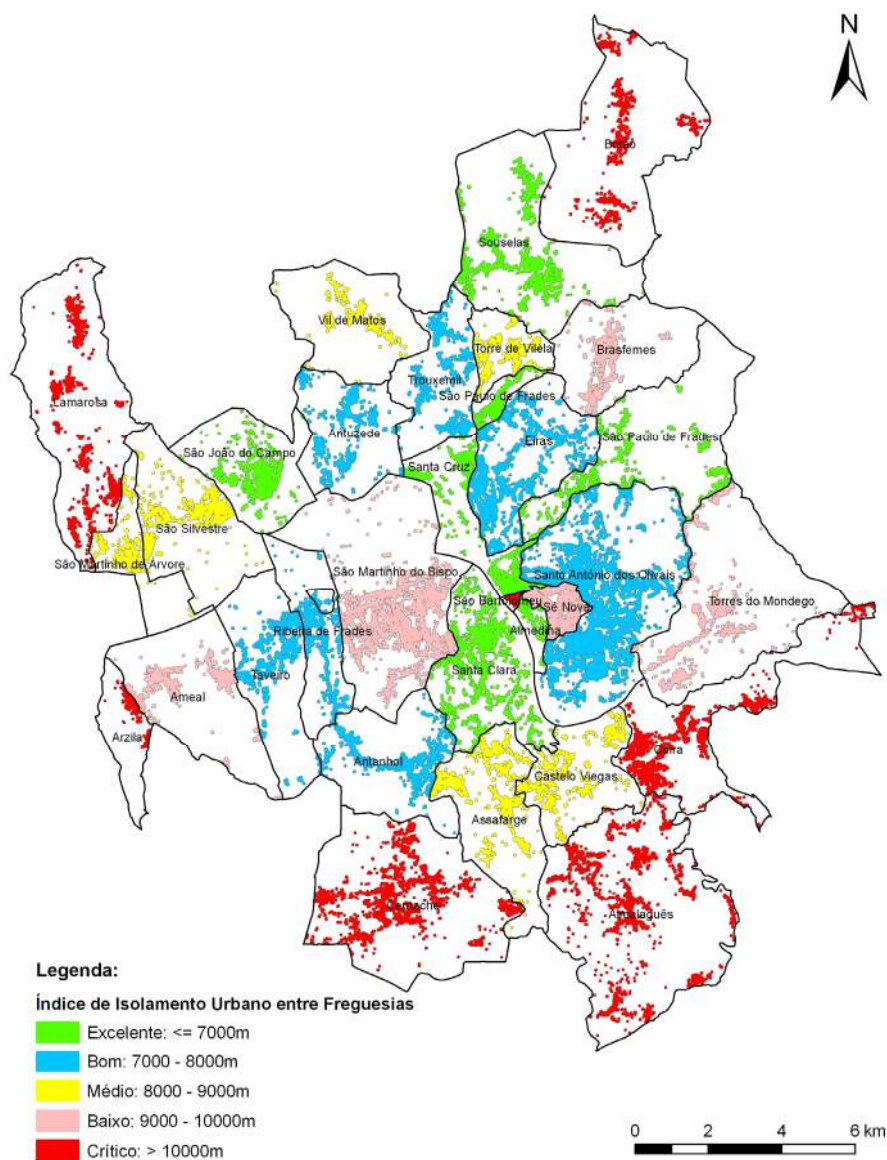 N
Botão
Souselas
Vil de Matos
Torre de Vilela
Brasfemes
Trouxemil
Lamarosa
São Paulo de Frades
Antuzede
Eiras
São Paulo de Frades
São João do Campo
Santa Cruz
São Silvestre
São Martinho de Árvore
São Martinho do Bispo
Santo António dos Olivais
São Bartolomeu
Sé Nova
Torres do Mondego
Ribeira de Frades
Almedina
Santa Clara
Taveiro
Ameal
Arzila
Antanhol
Ceira
Castelo Viegas
Assafarge
Cernache
Almalaguês
Legenda:
Índice de Isolamento Urbano entre Freguesias
Excelente: <= 7000m
Bom: 7000 - 8000m
Médio: 8000 - 9000m
Baixo: 9000 - 10000m
Crítico: > 10000m
0 2 4 6 km